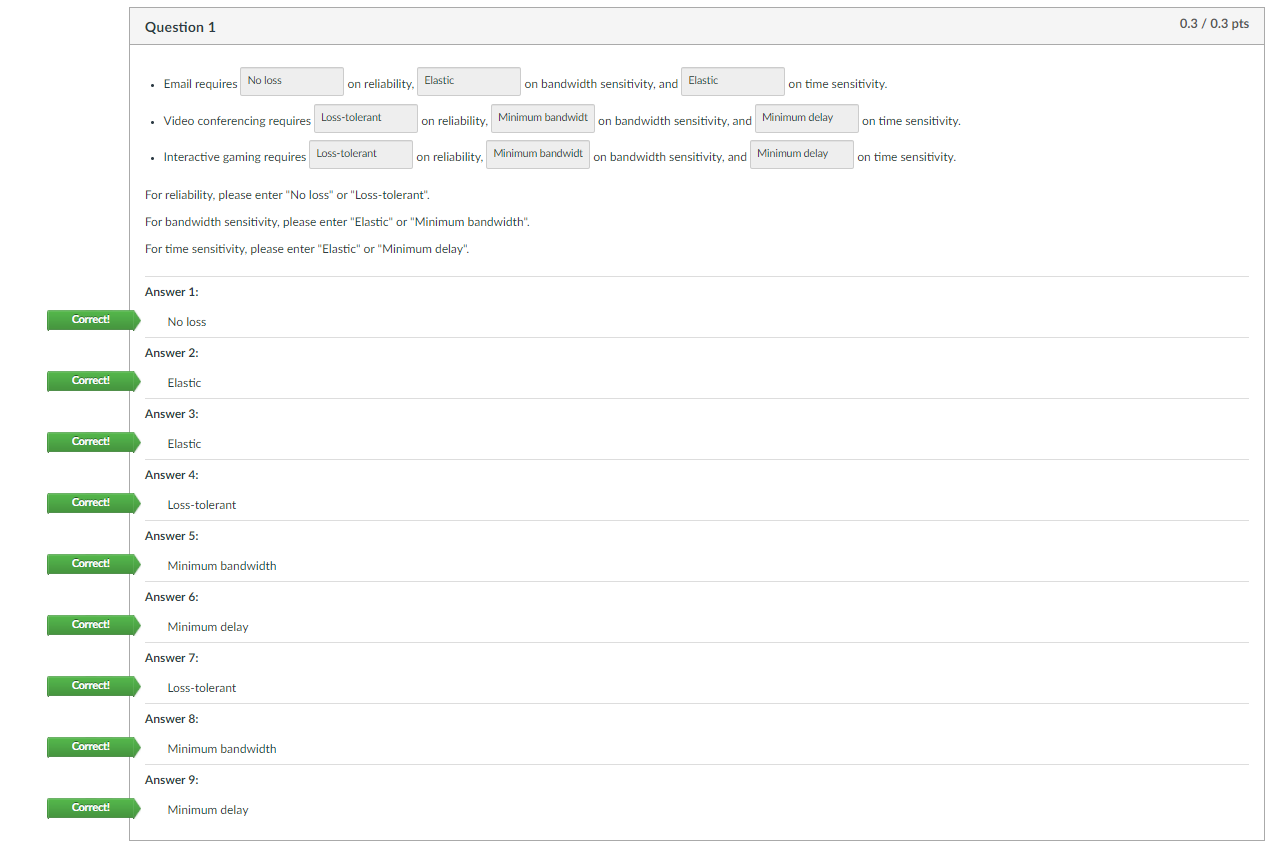 Question 1 0.3 / 0.3 pts
• Email requires No loss on reliability, Elastic on bandwidth sensitivity, and Elastic on time sensitivity.
• Video conferencing requires Loss-tolerant on reliability, Minimum bandwidt on bandwidth sensitivity, and Minimum delay on time sensitivity.
• Interactive gaming requires Loss-tolerant on reliability, Minimum bandwidt on bandwidth sensitivity, and Minimum delay on time sensitivity.
For reliability, please enter "No loss" or "Loss-tolerant".
For bandwidth sensitivity, please enter "Elastic" or "Minimum bandwidth".
For time sensitivity, please enter "Elastic" or "Minimum delay".
Answer 1:
Correct! No loss
Answer 2:
Correct! Elastic
Answer 3:
Correct! Elastic
Answer 4:
Correct! Loss-tolerant
Answer 5:
Correct! Minimum bandwidth
Answer 6:
Correct! Minimum delay
Answer 7:
Correct! Loss-tolerant
Answer 8:
Correct! Minimum bandwidth
Answer 9:
Correct! Minimum delay